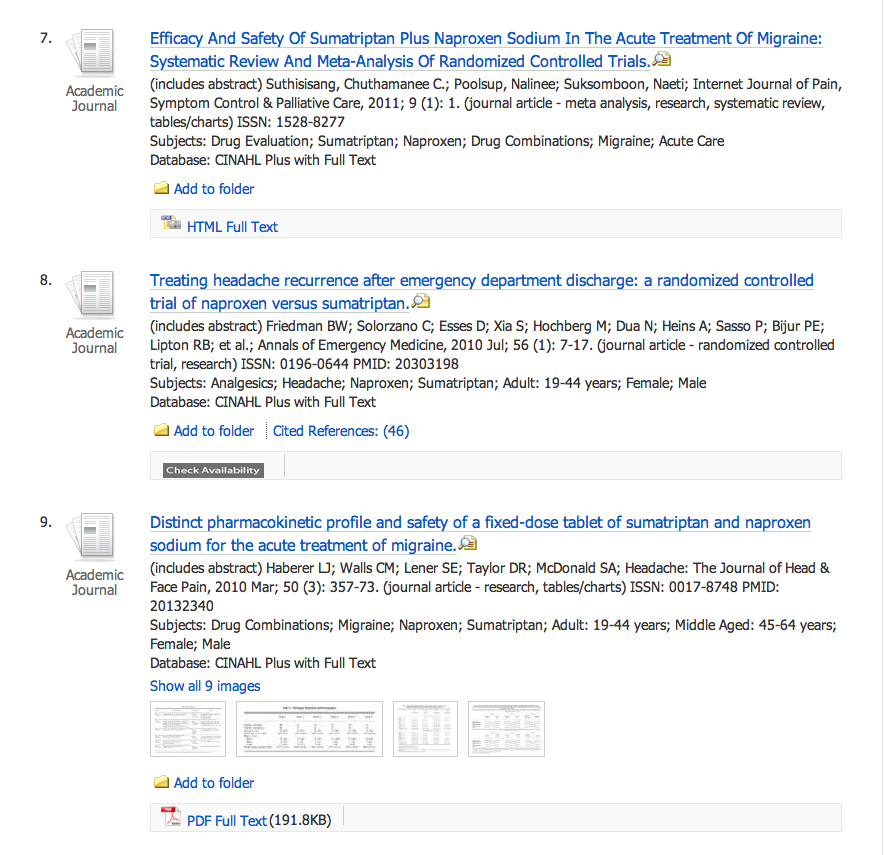 7.
Academic
Journal
Efficacy And Safety Of Sumatriptan Plus Naproxen Sodium In The Acute Treatment Of Migraine:
Systematic Review And Meta-Analysis Of Randomized Controlled Trials.
(includes abstract) Suthisisang, Chuthamanee C.; Poolsup, Nalinee; Suksomboon, Naeti; Internet Journal of Pain,
Symptom Control & Palliative Care, 2011; 9 (1): 1. (journal article - meta analysis, research, systematic review,
tables/charts) ISSN: 1528-8277
Subjects: Drug Evaluation; Sumatriptan; Naproxen; Drug Combinations; Migraine; Acute Care
Database: CINAHL Plus with Full Text
Add to folder
HTML Full Text
8.
Academic
Journal
Treating headache recurrence after emergency department discharge: a randomized controlled
trial of naproxen versus sumatriptan.
(includes abstract) Friedman BW; Solorzano C; Esses D; Xia S; Hochberg M; Dua N; Heins A; Sasso P; Bijur PE;
Lipton RB; et al.; Annals of Emergency Medicine, 2010 Jul; 56 (1): 7-17. (journal article - randomized controlled
trial, research) ISSN: 0196-0644 PMID: 20303198
Subjects: Analgesics; Headache; Naproxen; Sumatriptan; Adult: 19-44 years; Female; Male
Database: CINAHL Plus with Full Text
Add to folder Cited References: (46)
Check Availability
9.
Academic
Journal
Distinct pharmacokinetic profile and safety of a fixed-dose tablet of sumatriptan and naproxen
sodium for the acute treatment of migraine.
(includes abstract) Haberer LJ; Walls CM; Lener SE; Taylor DR; McDonald SA; Headache: The Journal of Head &
Face Pain, 2010 Mar; 50 (3): 357-73. (journal article - research, tables/charts) ISSN: 0017-8748 PMID:
20132340
Subjects: Drug Combinations; Migraine; Naproxen; Sumatriptan; Adult: 19-44 years; Middle Aged: 45-64 years;
Female; Male
Database: CINAHL Plus with Full Text
Show all 9 images
Add to folder
PDF Full Text (191.8KB)